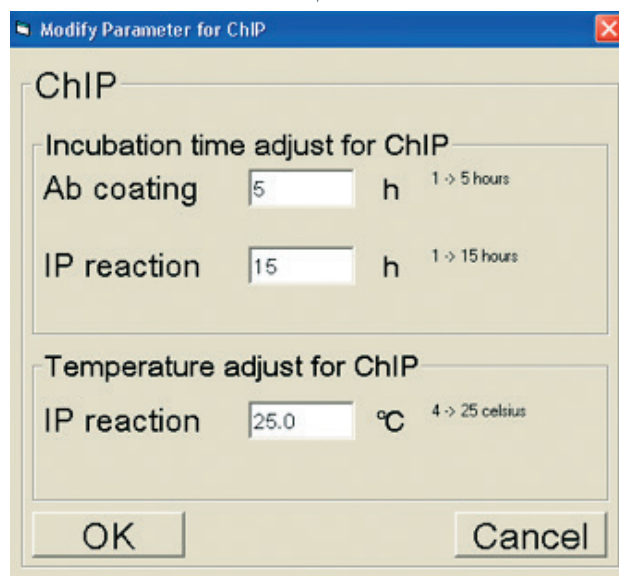 Modify Parameter for ChIP
ChIP
Incubation time adjust for ChIP
Ab coating 5 h 1 -> 5 hours
IP reaction 15 h 1 -> 15 hours
Temperature adjust for ChIP
IP reaction 25.0 °C 4 -> 25 celsius
OK Cancel